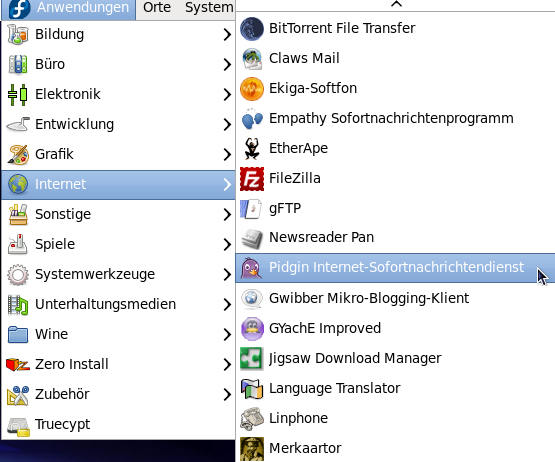 Anwendungen Orte System
Bildung
Büro
Elektronik
Entwicklung
Grafik
Internet
Sonstige
Spiele
Systemwerkzeuge
Unterhaltungsmedien
Wine
Zero Install
Zubehör
Truecypt
BitTorrent File Transfer
Claws Mail
Ekiga-Softfon
Empathy Sofortnachrichtenprogramm
EtherApe
FileZilla
gFTP
Newsreader Pan
Pidgin Internet-Sofortnachrichtendienst
Gwibber Mikro-Blogging-Klient
GYachE Improved
Jigsaw Download Manager
Language Translator
Linphone
Merkaartor